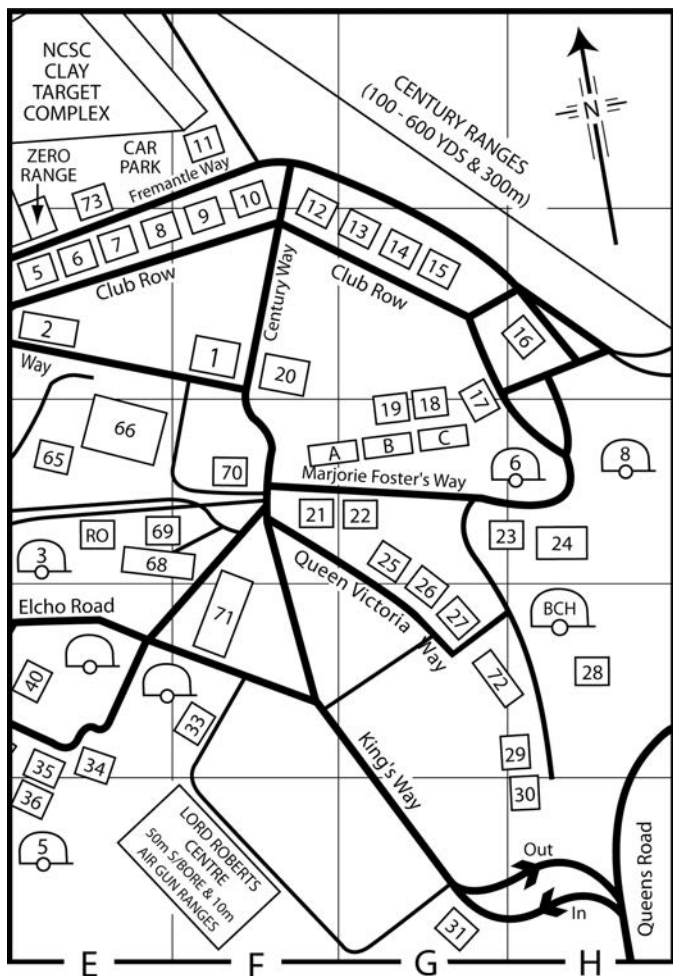 NCSC
CLAY
TARGET
COMPLEX
CENTURY RANGES
(100 - 600 YDS & 300m)
N
ZERO
RANGE
CAR
PARK
11
73
Fremantle Way
5
6
7
8
9
10
12
13
14
15
Club Row
Club Row
Century Way
16
2
1
20
Way
19
18
17
66
65
70
A
B
C
6
8
Marjorie Foster's Way
21
22
23
24
RO
69
68
3
25
26
27
Queen Victoria Way
BCH
Elcho Road
71
72
28
40
33
35
34
36
29
30
King's Way
5
LORD ROBERTS
CENTRE
50m S/BORE & 10m
AIR GUN RANGES
Out
In
Queens Road
31
E
F
G
H